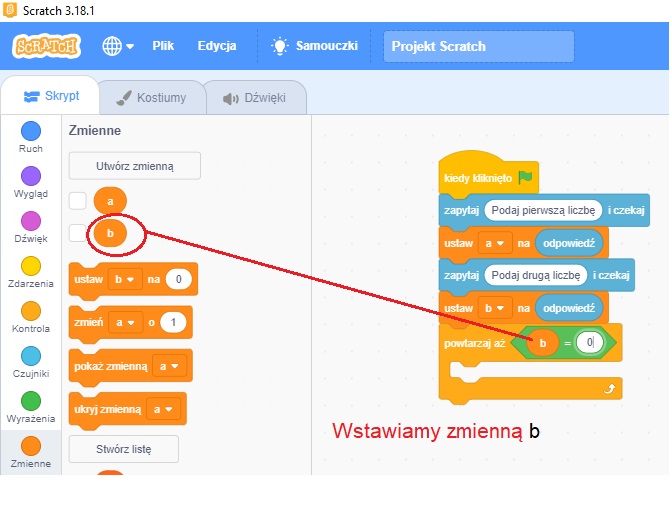 Scratch 3.18.1
SCRATCH Plik Edycja Samouczki Projekt Scratch
Skrypt Kostiumy Dźwięki
Ruch
Wygląd
Dźwięk
Zdarzenia
Kontrola
Czujniki
Wyrażenia
Zmienne
Zmienne
Utwórz zmienną
a
b
ustaw b na 0
zmień a o 1
pokaż zmienną a
ukryj zmienną a
Stwórz listę
kiedy kliknięto
zapytaj Podaj pierwszą liczbę i czekaj
ustaw a na odpowiedź
zapytaj Podaj drugą liczbę i czekaj
ustaw b na odpowiedź
powtarzaj aż b = 0
Wstawiamy zmienną b